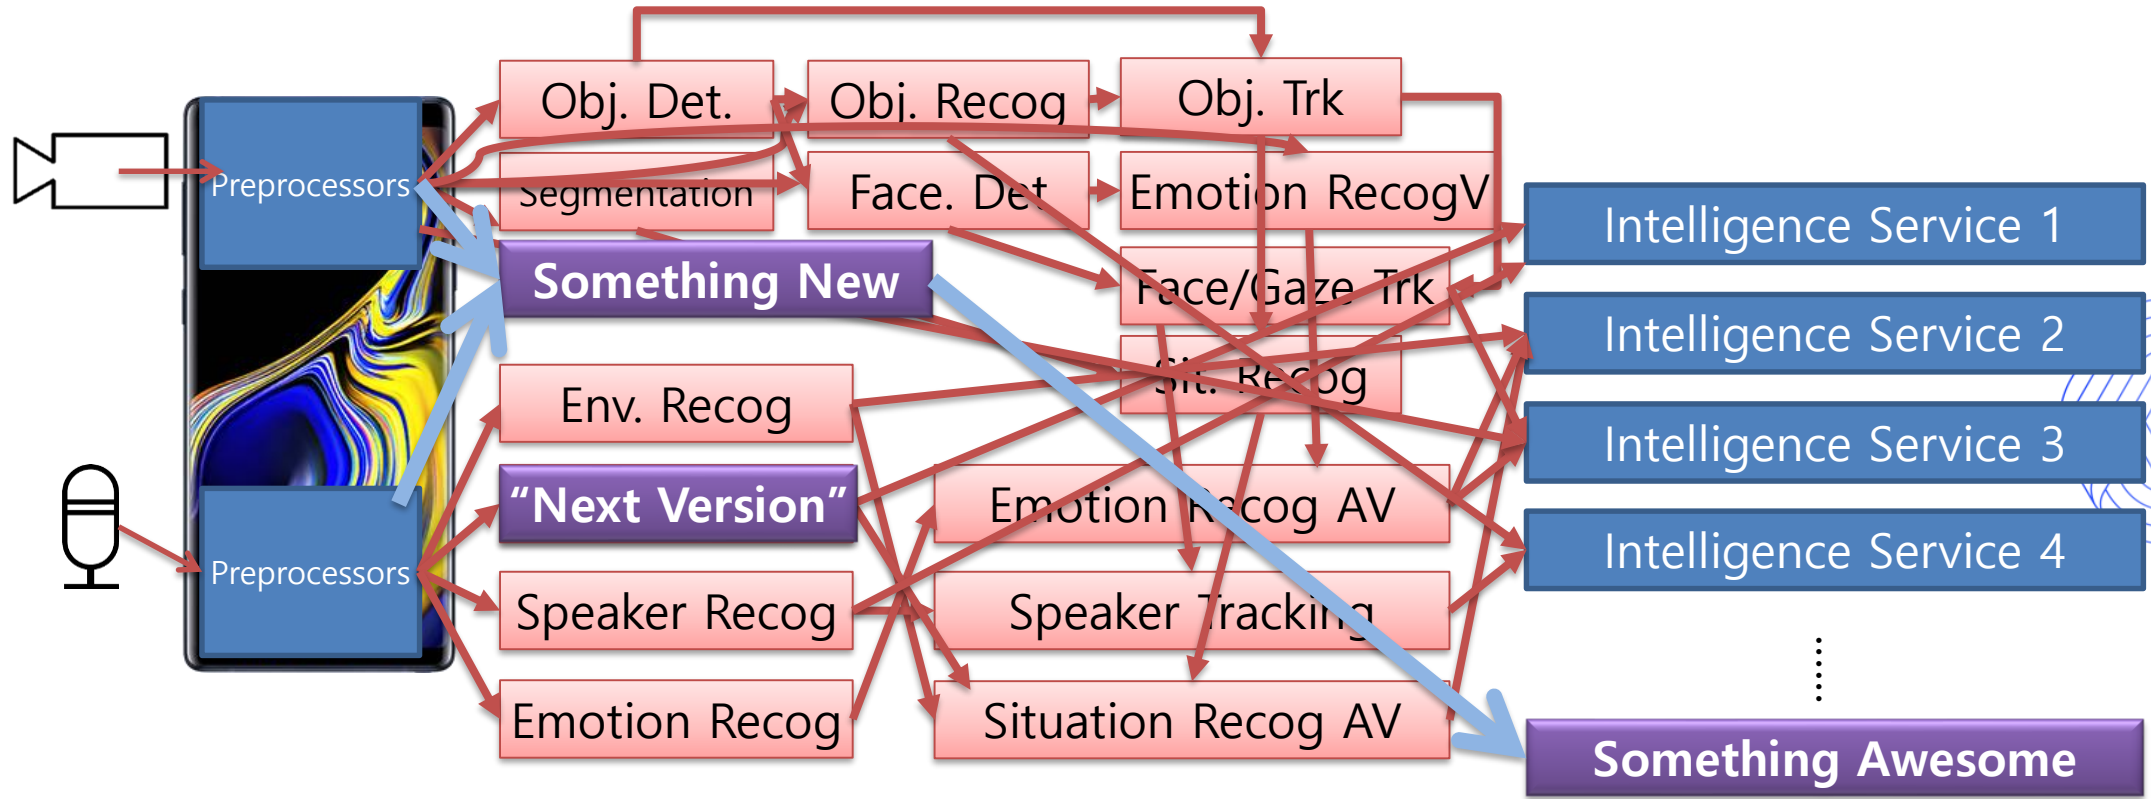 Preprocessors
Preprocessors
Obj. Det.
Obj. Recog
Obj. Trk
Segmentation
Face. Det
Emotion RecogV
Something New
Face/Gaze Trk
Sit. Recog
Env. Recog
“Next Version”
Emotion Recog AV
Speaker Recog
Speaker Tracking
Emotion Recog
Situation Recog AV
Intelligence Service 1
Intelligence Service 2
Intelligence Service 3
Intelligence Service 4
......
Something Awesome